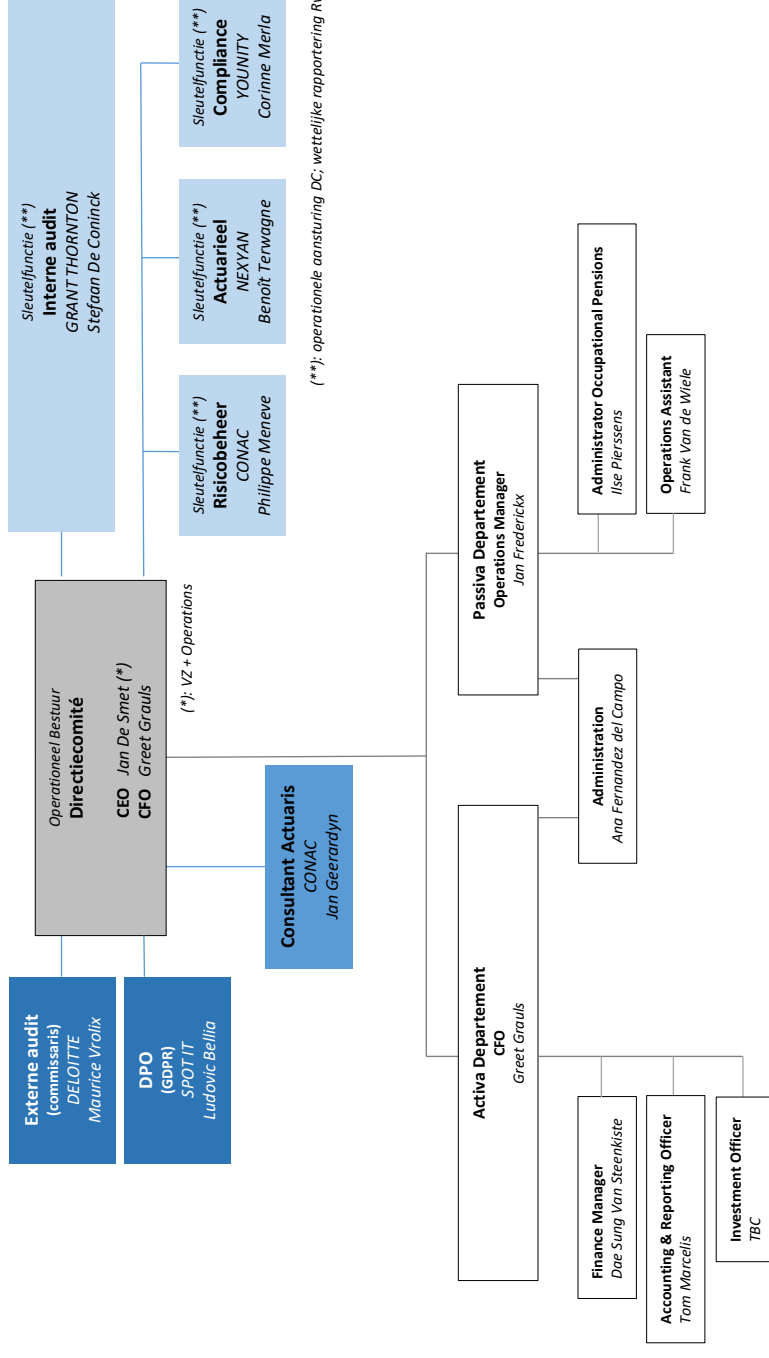 Externe audit
(commissaris)
DELOITTE
Maurice Vrolix
DPO
(GDPR)
SPOT IT
Ludovic Bellia
Operationeel Bestuur
Directiecomité
CEO Jan De Smet (*)
CFO Greet Grauls
(*): VZ + Operations
Sleutelfunctie (**)
Interne audit
GRANT THORNTON
Stefaan De Coninck
Sleutelfunctie (**)
Risicobeheer
CONAC
Philippe Meneve
Sleutelfunctie (**)
Actuarieel
NEXYAN
Benoît Terwagne
Sleutelfunctie (**)
Compliance
YOUNITY
Corinne Merla
(**): operationele aansturing DC; wettelijke rapportering
Consultant Actuaris
CONAC
Jan Geerardyn
Activa Departement
CFO
Greet Grauls
Passiva Departement
Operations Manager
Jan Frederickx
Finance Manager
Dae Sung Van Steenkiste
Accounting & Reporting Officer
Tom Marcelis
Investment Officer
TBC
Administration
Ana Fernandez del Campo
Administrator Occupational Pensions
Ilse Pierssens
Operations Assistant
Frank Van de Wiele